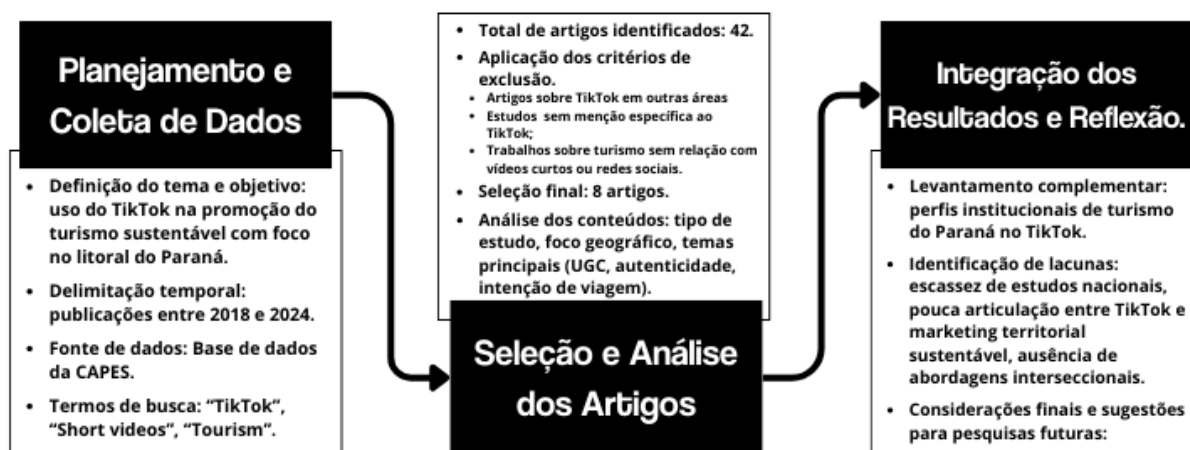 Planejamento e
Coleta de Dados
• Definição do tema e objetivo:
uso do TikTok na promoção do
turismo sustentável com foco
no litoral do Paraná.
• Delimitação temporal:
publicações entre 2018 e 2024.
• Fonte de dados: Base de dados
da CAPES.
• Termos de busca: “TikTok”,
“Short videos”, “Tourism”.
• Total de artigos identificados: 42.
• Aplicação dos critérios de
exclusão.
• Artigos sobre TikTok em outras áreas
• Estudos sem menção específica ao
TikTok;
• Trabalhos sobre turismo sem relação com
vídeos curtos ou redes sociais.
• Seleção final: 8 artigos.
• Análise dos conteúdos: tipo de
estudo, foco geográfico, temas
principais (UGC, autenticidade,
intenção de viagem).
Seleção e Análise
dos Artigos
Integração dos
Resultados e Reflexão.
• Levantamento complementar:
perfis institucionais de turismo
do Paraná no TikTok.
• Identificação de lacunas:
escassez de estudos nacionais,
pouca articulação entre TikTok e
marketing territorial
sustentável, ausência de
abordagens interseccionais.
• Considerações finais e sugestões
para pesquisas futuras: